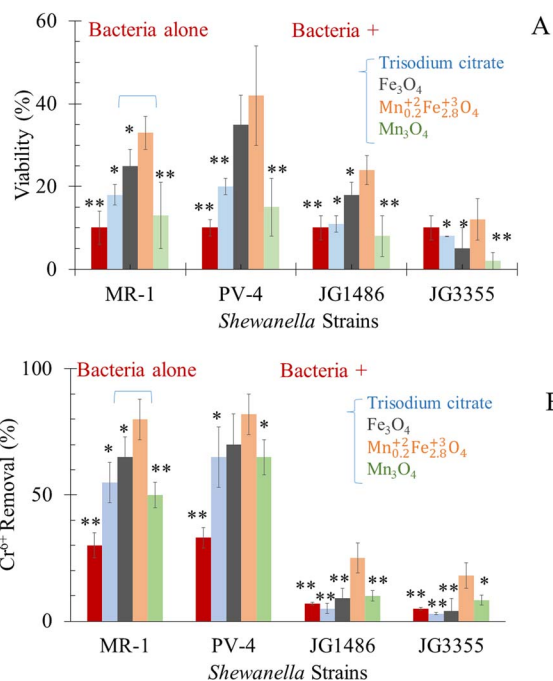 A
Bacteria alone
Bacteria +
Trisodium citrate
Fe₃O₄
Mn⁺²₀.₂Fe⁺³₂.₈O₄
Mn₃O₄
Viability (%)
60
40
20
0
** * * **
** ** **
** * * **
* * **
MR-1 PV-4 JG1486 JG3355
Shewanella Strains
Bacteria alone
Bacteria +
Trisodium citrate
Fe₃O₄
Mn⁺²₀.₂Fe⁺³₂.₈O₄
Mn₃O₄
Cr⁶⁺ Removal (%)
100
50
0
** * * **
** * *
** ** ** **
** ** ** *
MR-1 PV-4 JG1486 JG3355
Shewanella Strains